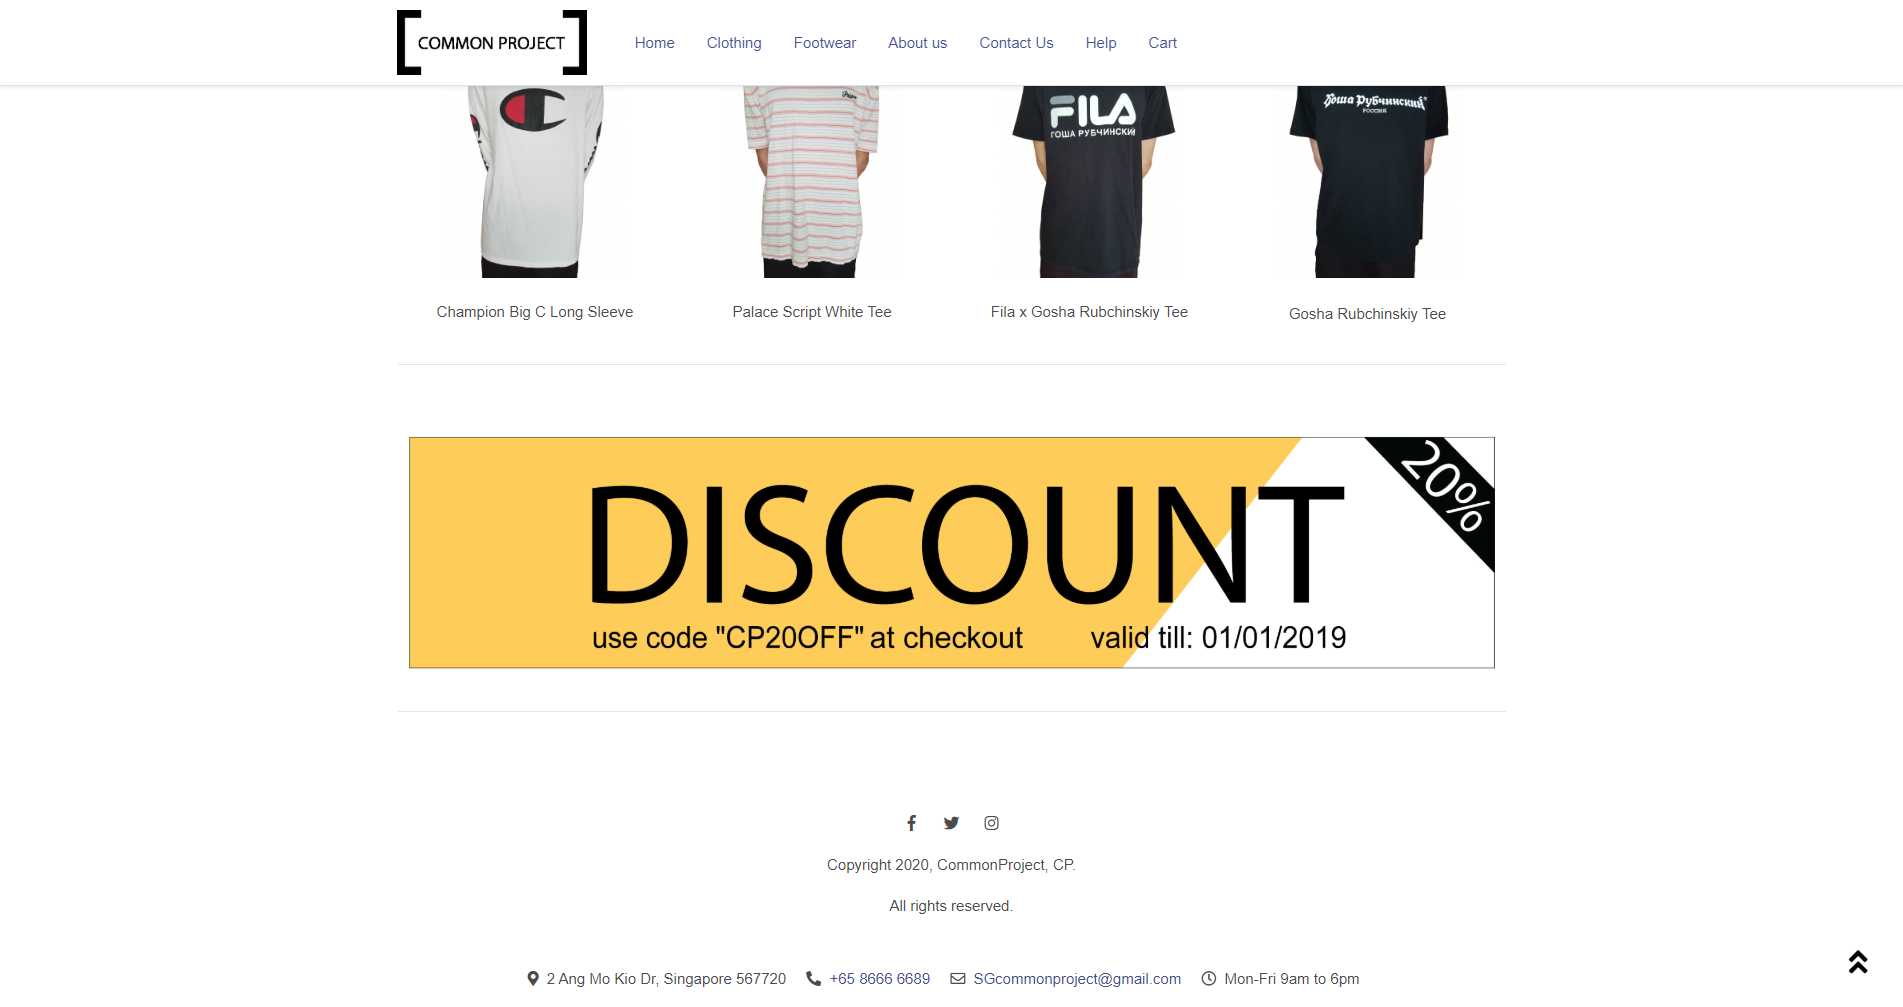 COMMON PROJECT
Home Clothing Footwear About us Contact Us Help Cart
FILA
ГОША РУБЧИНСКИЙ
Гоша Рубчинский
РОССИЯ
Champion Big C Long Sleeve
Palace Script White Tee
Fila x Gosha Rubchinskiy Tee
Gosha Rubchinskiy Tee
20%
DISCOUNT
use code "CP20OFF" at checkout valid till: 01/01/2019
Copyright 2020, CommonProject, CP.
All rights reserved.
2 Ang Mo Kio Dr, Singapore 567720 +65 8666 6689 SGcommonproject@gmail.com Mon-Fri 9am to 6pm